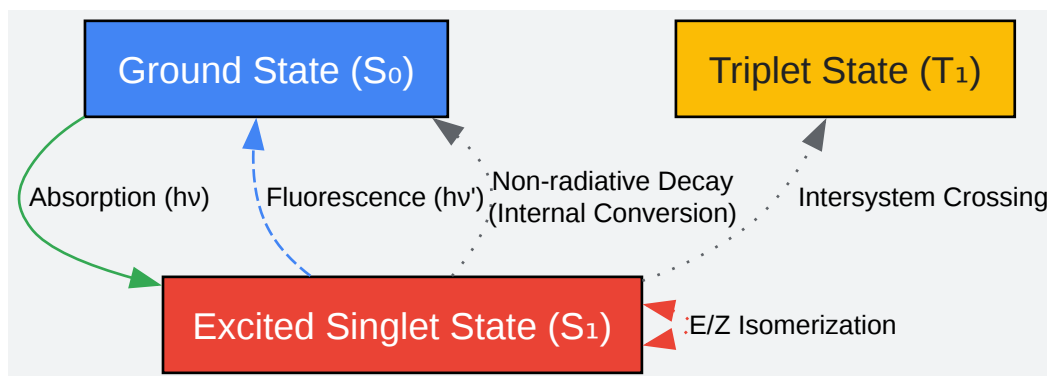 Ground State (S₀)
Triplet State (T₁)
Absorption (hν)
Fluorescence (hν')
Non-radiative Decay
(Internal Conversion)
Intersystem Crossing
Excited Singlet State (S₁)
E/Z Isomerization